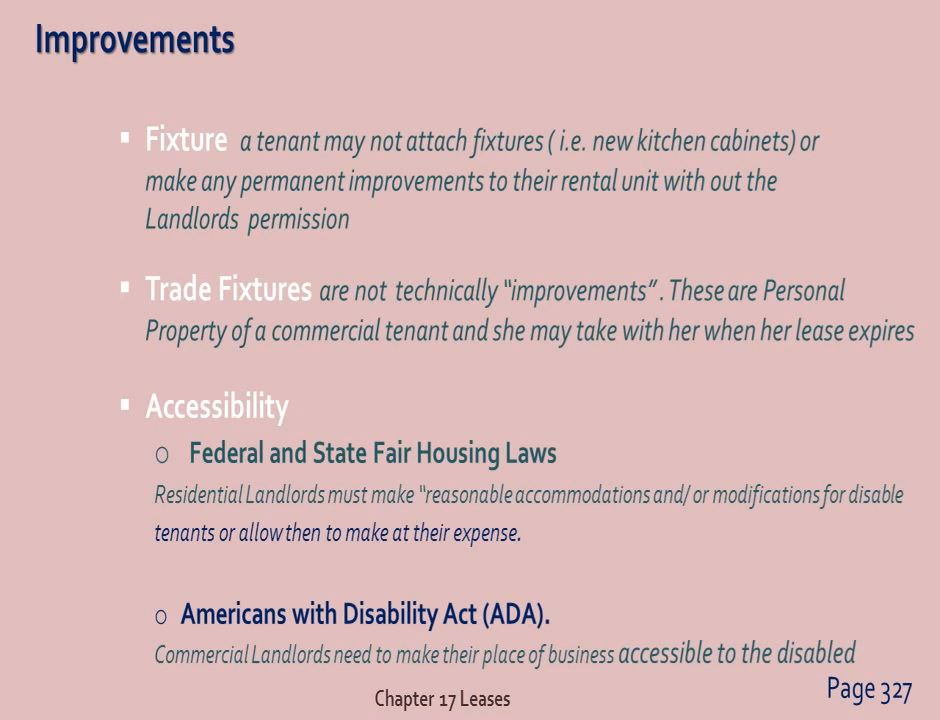 Improvements
▪ Fixture a tenant may not attach fixtures ( i.e. new kitchen cabinets) or
make any permanent improvements to their rental unit with out the
Landlords permission
▪ Trade Fixtures are not technically “improvements” . These are Personal
Property of a commercial tenant and she may take with her when her lease expires
▪ Accessibility
o Federal and State Fair Housing Laws
Residential Landlords must make “reasonable accommodations and/ or modifications for disable
tenants or allow then to make at their expense.
o Americans with Disability Act (ADA).
Commercial Landlords need to make their place of business accessible to the disabled
Page 327
Chapter 17 Leases